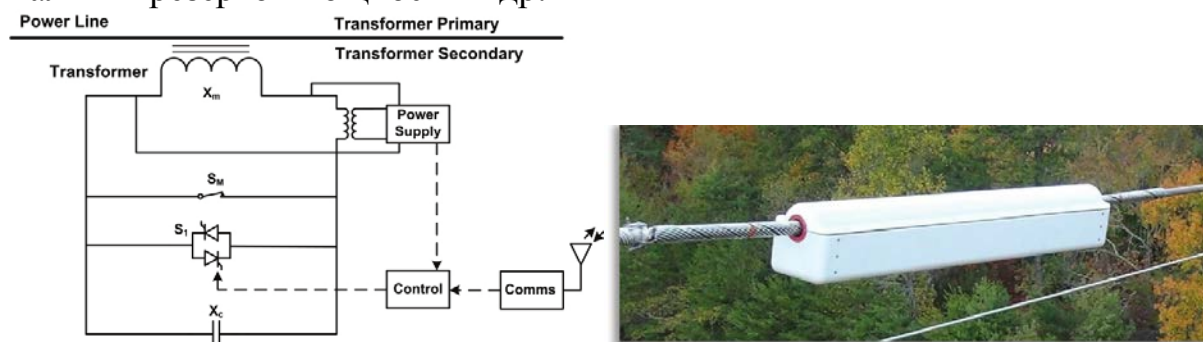 Power Line
Transformer Primary
Transformer Secondary
Transformer
Xm
Power
Supply
SM
S1
Control
Comms
Xc